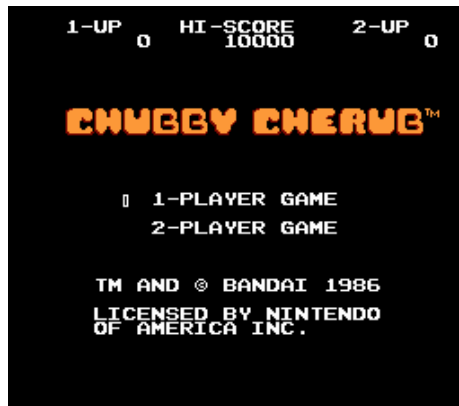 1-UP HI-SCORE 2-UP
0 10000 0
CHUBBY CHERUB™
1-PLAYER GAME
2-PLAYER GAME
TM AND © BANDAI 1986
LICENSED BY NINTENDO
OF AMERICA INC.